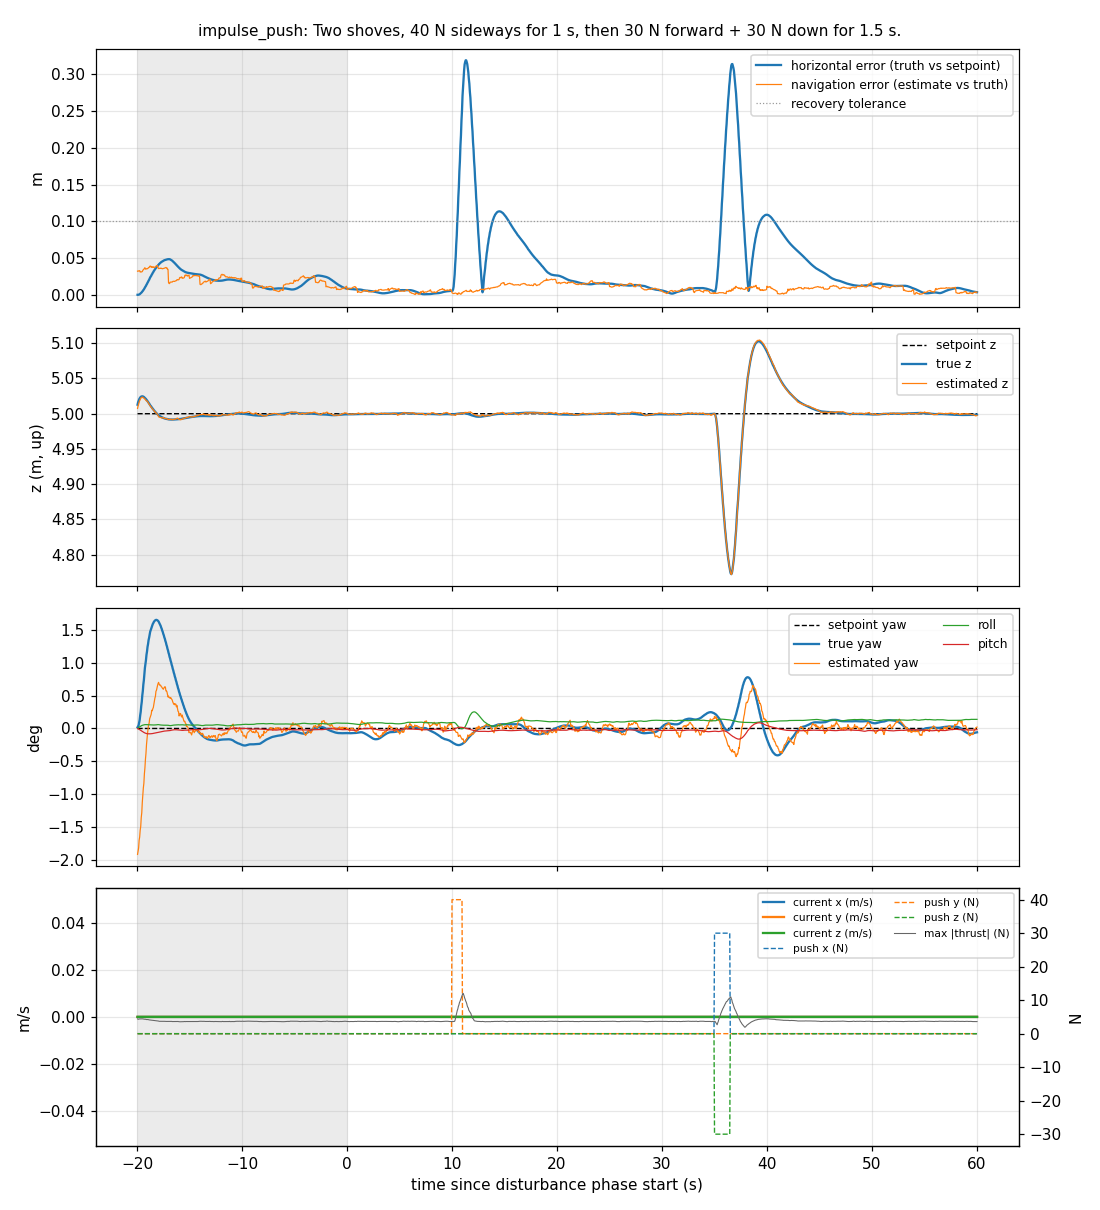 impulse_push: Two shoves, 40 N sideways for 1 s, then 30 N forward + 30 N down for 1.5 s.
0.30
0.25
0.20
0.15
0.10
0.05
0.00
m
horizontal error (truth vs setpoint)
navigation error (estimate vs truth)
recovery tolerance
5.10
5.05
5.00
4.95
4.90
4.85
4.80
z (m, up)
setpoint z
true z
estimated z
1.5
1.0
0.5
0.0
−0.5
−1.0
−1.5
−2.0
deg
setpoint yaw
true yaw
estimated yaw
roll
pitch
0.04
0.02
0.00
−0.02
−0.04
m/s
current x (m/s)
current y (m/s)
current z (m/s)
push x (N)
push y (N)
push z (N)
max |thrust| (N)
40
30
20
10
0
−10
−20
−30
N
−20 −10 0 10 20 30 40 50 60
time since disturbance phase start (s)